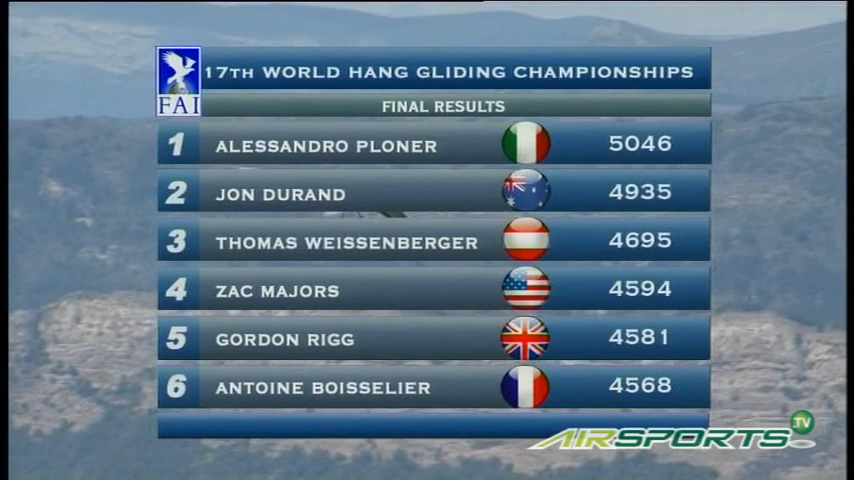 FAI
17TH WORLD HANG GLIDING CHAMPIONSHIPS
FINAL RESULTS
1 ALESSANDRO PLONER 5046
2 JON DURAND 4935
3 THOMAS WEISSENBERGER 4695
4 ZAC MAJORS 4594
5 GORDON RIGG 4581
6 ANTOINE BOISSELIER 4568
AIRSPORTS.TV